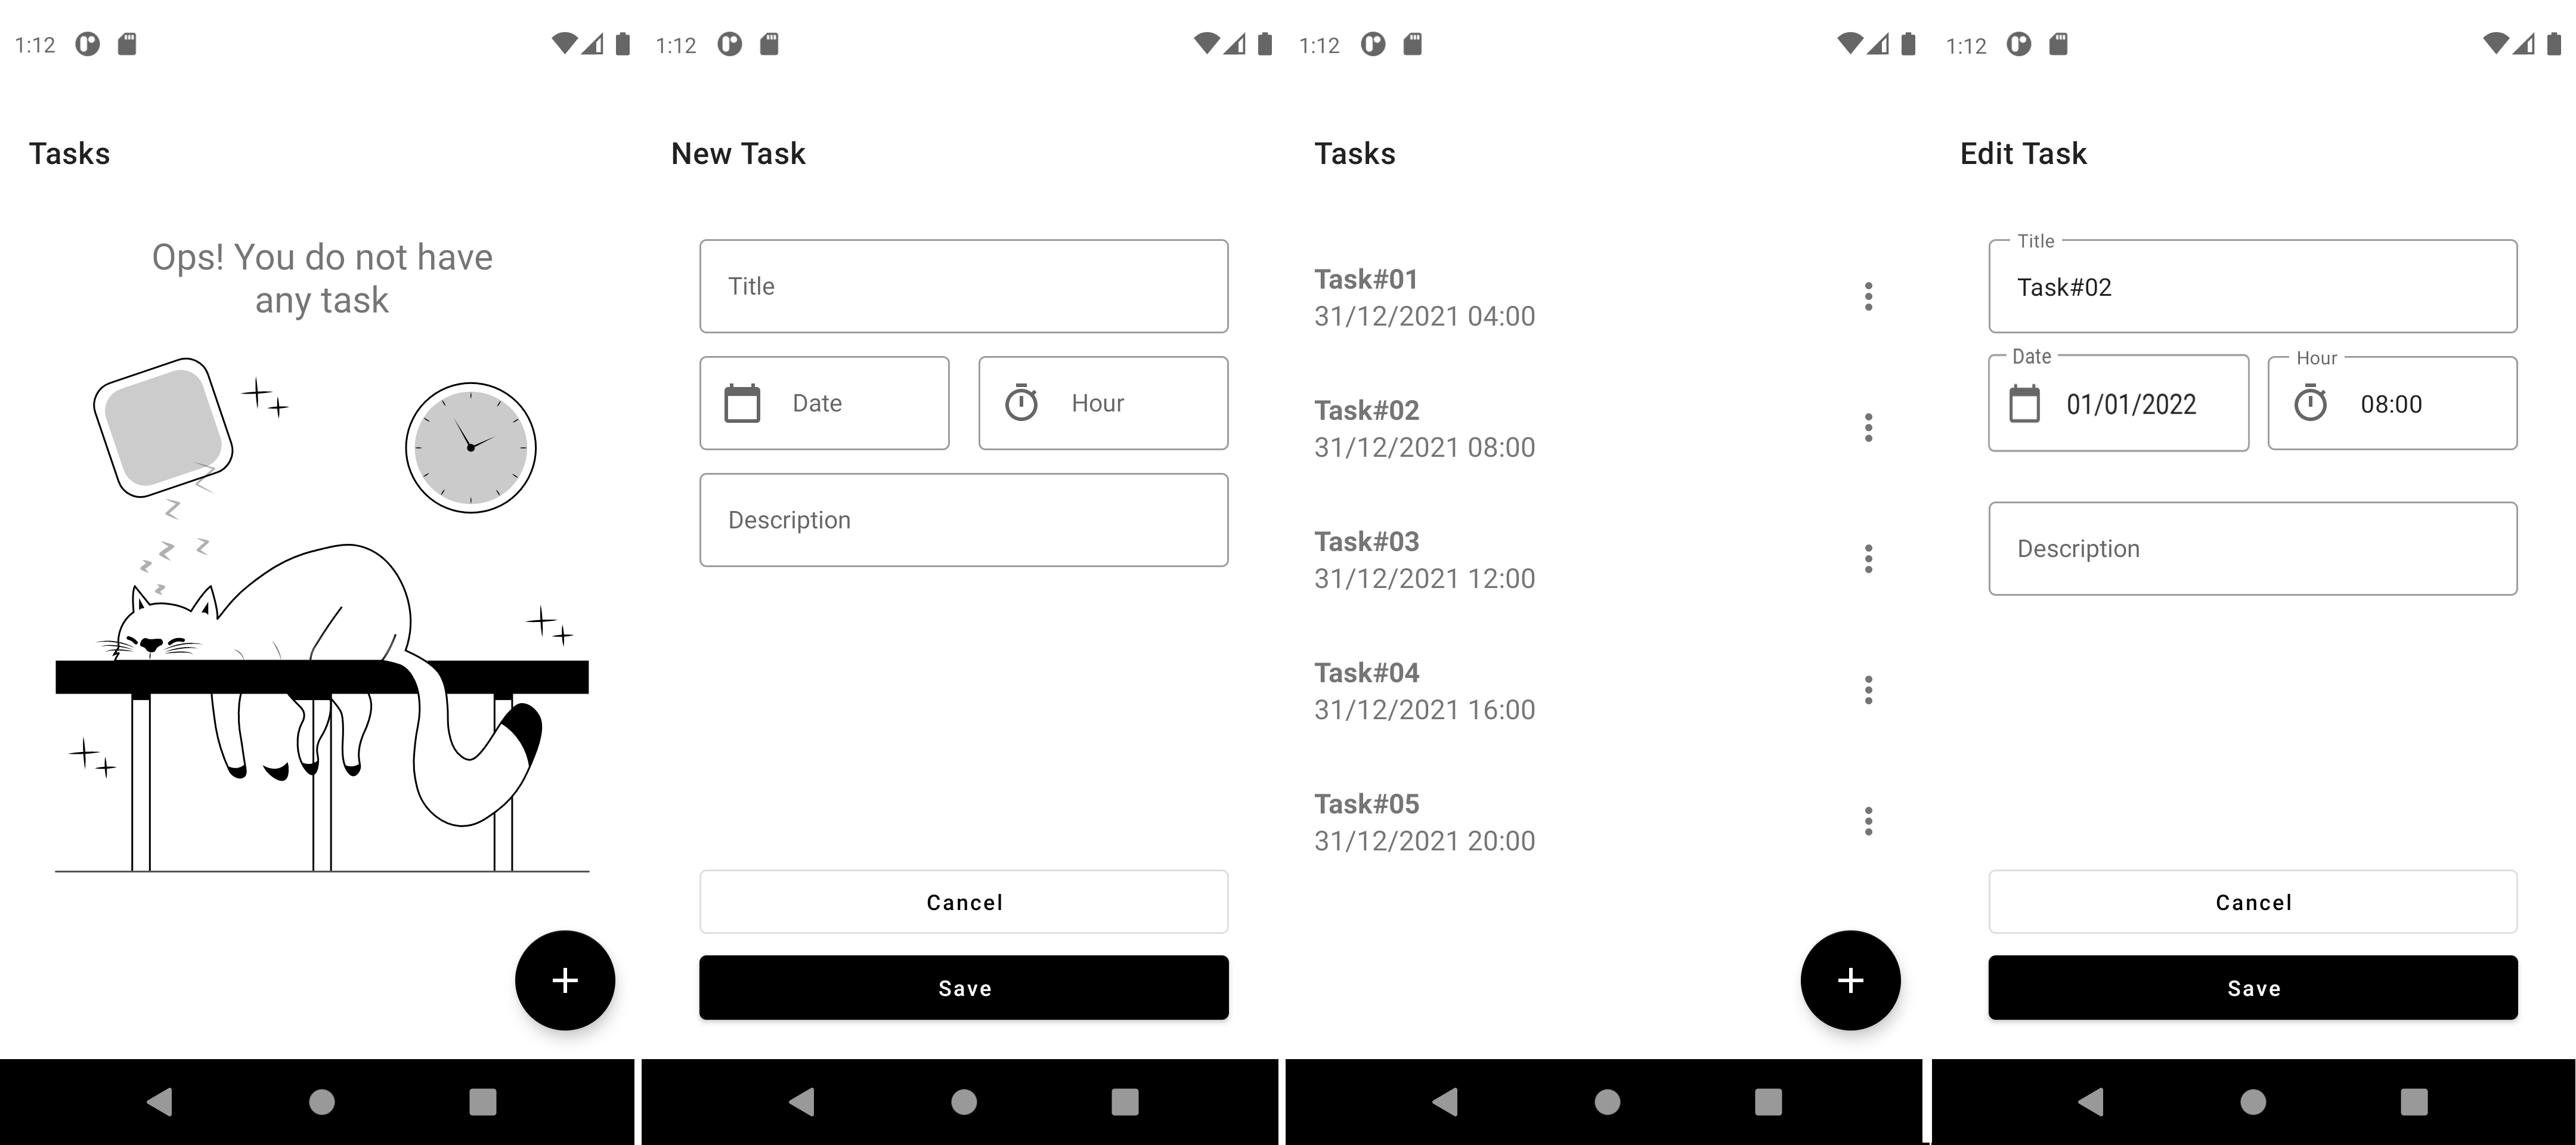 1:12
Tasks
Ops! You do not have
any task
1:12
New Task
Title
Date
Hour
Description
Cancel
Save
1:12
Tasks
Task#01
31/12/2021 04:00
Task#02
31/12/2021 08:00
Task#03
31/12/2021 12:00
Task#04
31/12/2021 16:00
Task#05
31/12/2021 20:00
1:12
Edit Task
Title
Task#02
Date
01/01/2022
Hour
08:00
Description
Cancel
Save